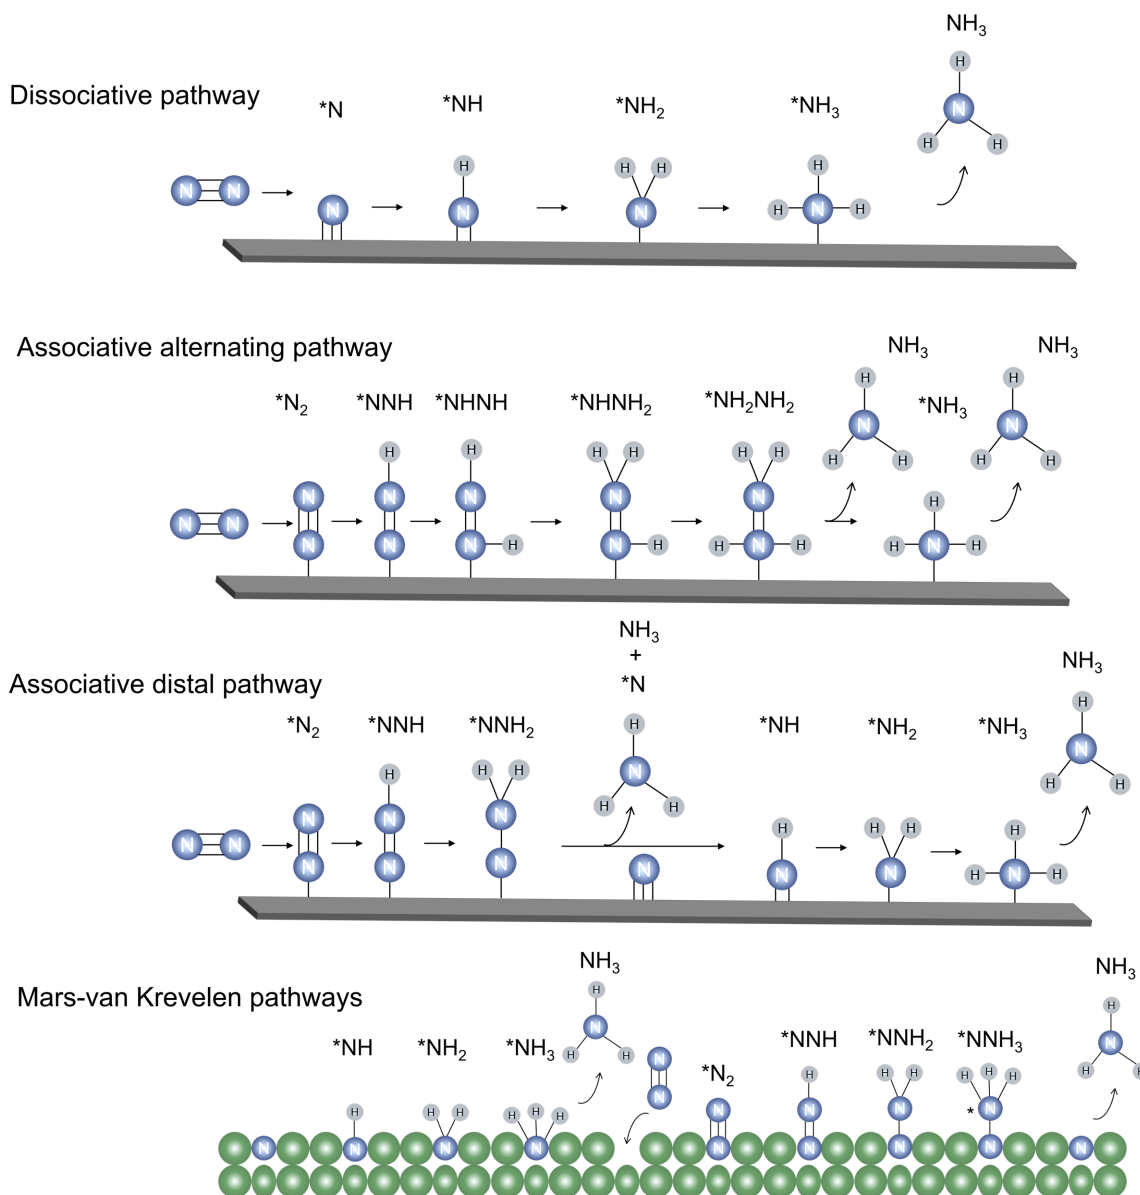 NH₃
Dissociative pathway
*N *NH *NH₂ *NH₃
H
N
H H
H H H H
N N N N N H N H
Associative alternating pathway
NH₃ NH₃
*N₂ *NNH *NHNH *NHNH₂ *NH₂NH₂ *NH₃
H H
N N
H H H H
H H H H H H
N N N N N H
N N N N N H N H H N H H N H
NH₃
+
*N
Associative distal pathway
NH₃
*N₂ *NNH *NNH₂ *NH *NH₂ *NH₃
H H
N N
H H H H H H H
H H H H
N N N
N N N N N N N N H N H
Mars-van Krevelen pathways
NH₃ NH₃
*NH *NH₂ *NH₃ *N₂ *NNH *NNH₂ *NNH₃
H H
N N
H H H H
N
N
H H H H H H
H H H H H H
N N N * N
N N N N N N N N N